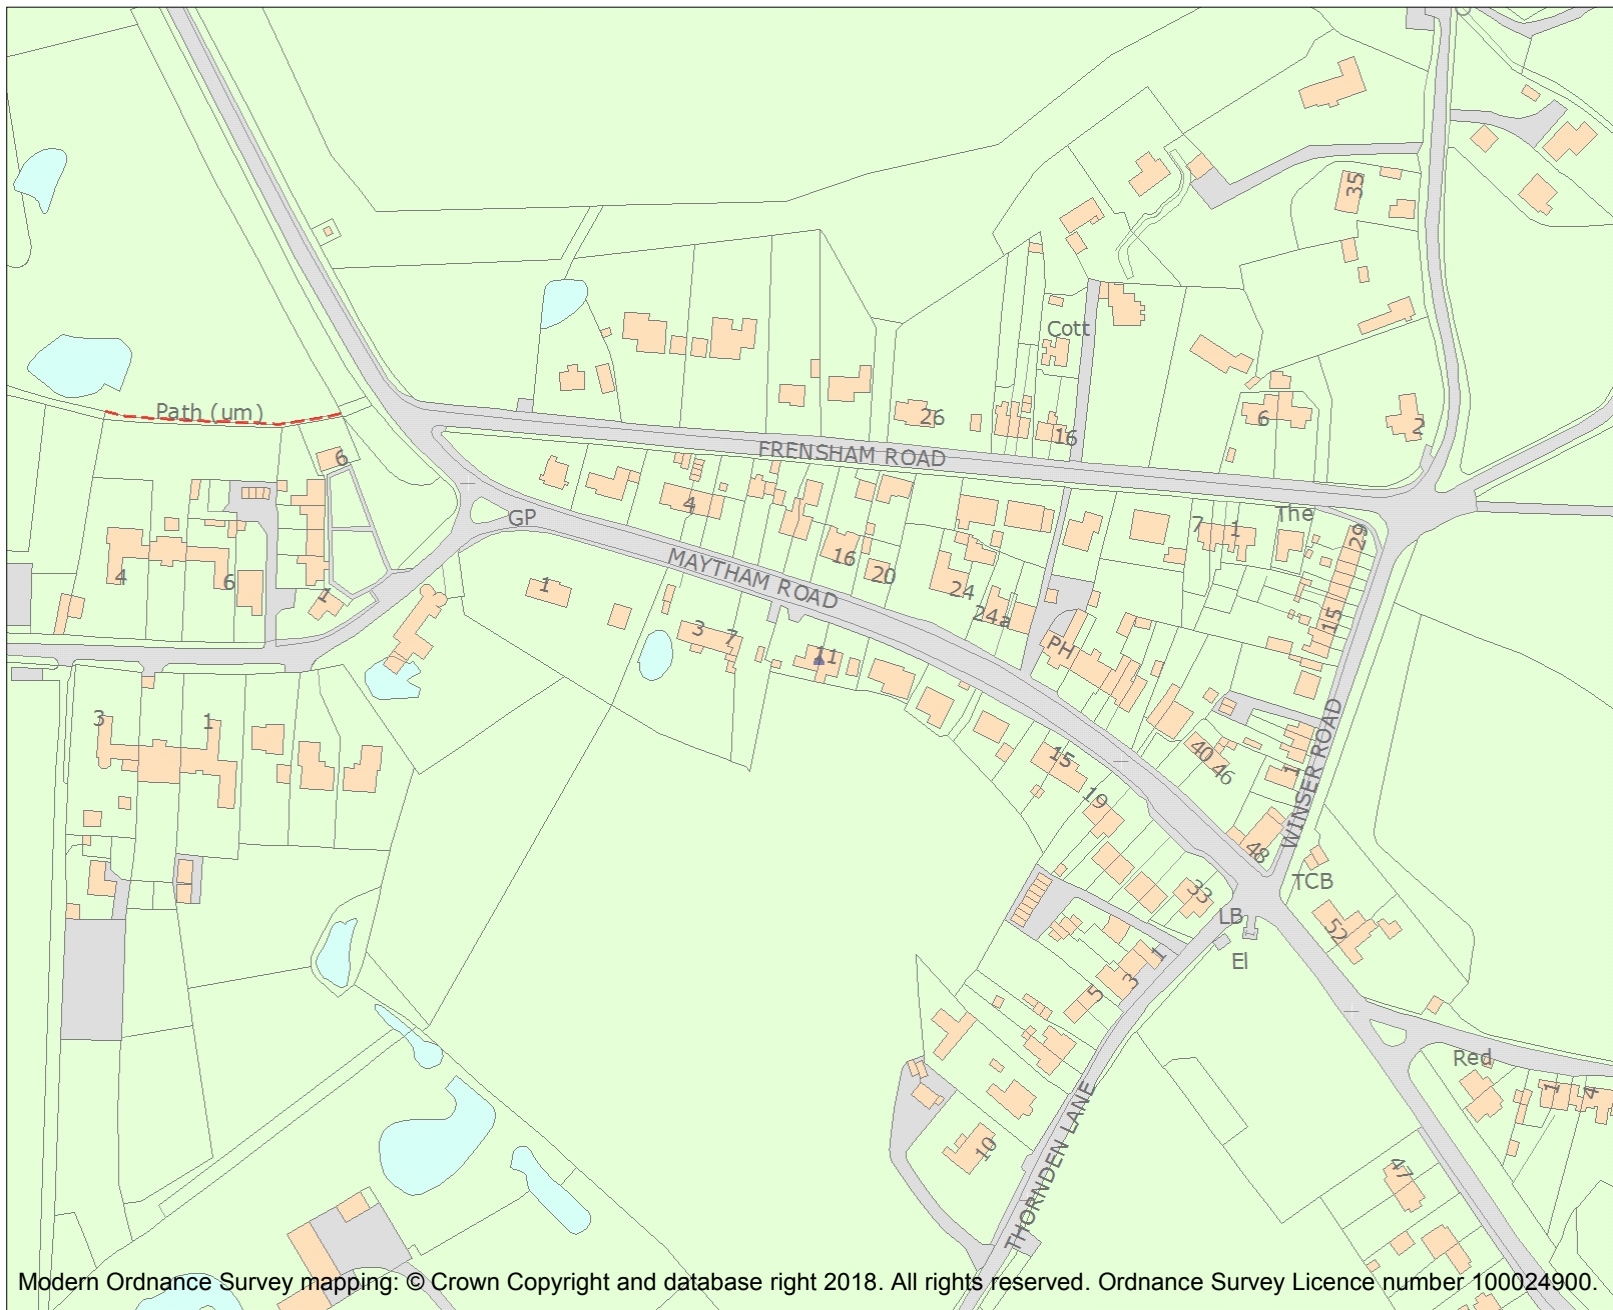 35
Cott
Path (um)
26
16
6
2
FRENSHAM ROAD
6
4
GP
7
1
The
29
MAYTHAM ROAD
16
20
24
24a
4
6
1
1
15
3
7
11
PH
3
1
15
40
46
19
1
WINSER ROAD
48
TCB
33
LB
52
El
1
3
5
Red
1
4
10
THORNDEN LANE
47
Modern Ordnance Survey mapping: © Crown Copyright and database right 2018. All rights reserved. Ordnance Survey Licence number 100024900.